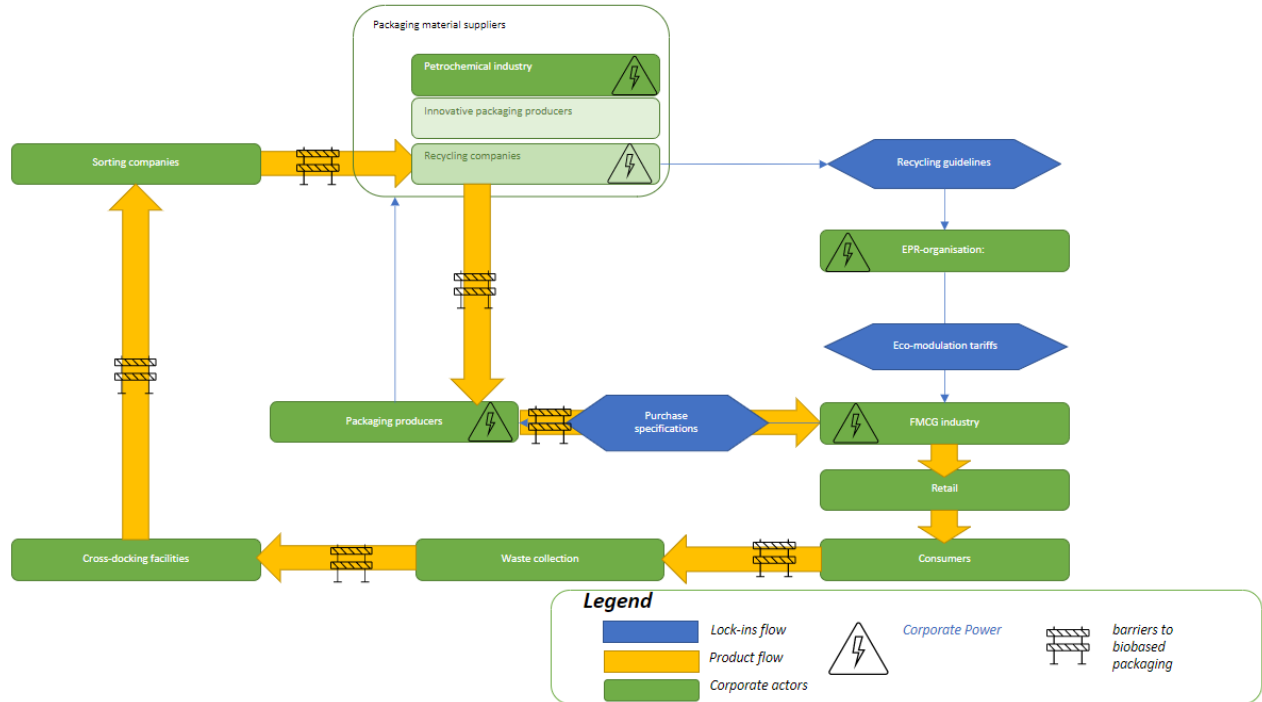 Packaging material suppliers
Petrochemical industry
Innovative packaging producers
Sorting companies
Recycling companies
Recycling guidelines
EPR-organisation:
Eco-modulation tariffs
Packaging producers
Purchase
specifications
FMCG industry
Retail
Cross-docking facilities
Waste collection
Consumers
Legend
Lock-ins flow
Product flow
Corporate actors
Corporate Power
barriers to
biobased
packaging